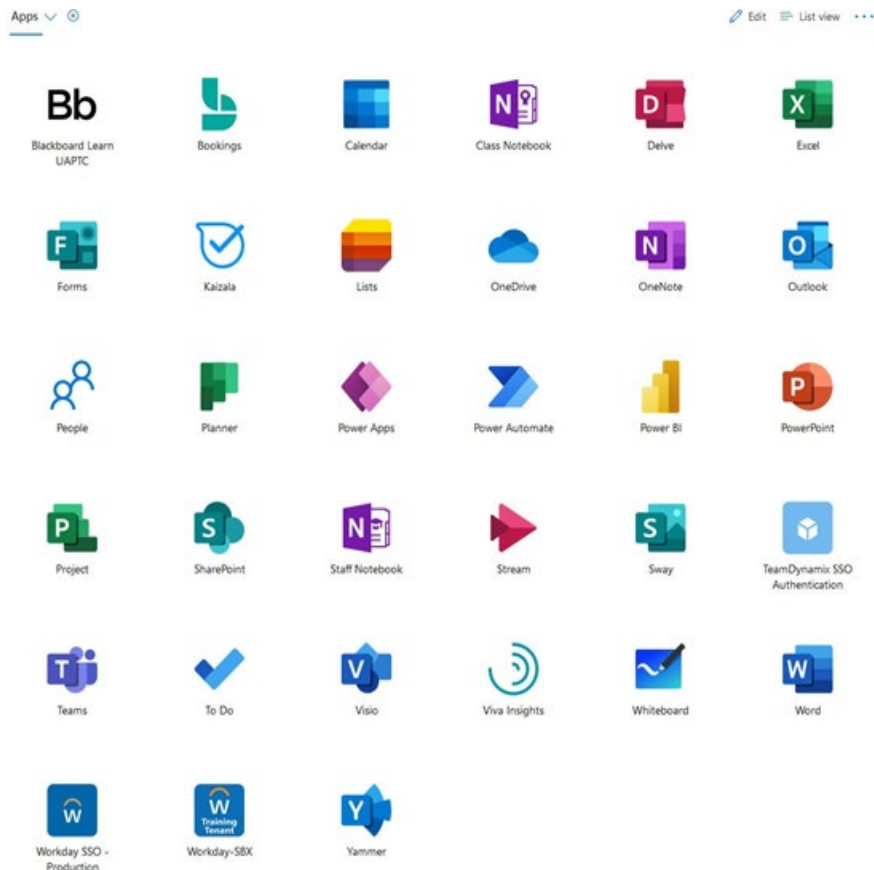 Apps
Edit
List view
Bb
Blackboard Learn
UAPTC
Bookings
Calendar
N
Class Notebook
D
Delve
X
Excel
F
Forms
Kaizala
Lists
OneDrive
N
OneNote
O
Outlook
People
Planner
Power Apps
Power Automate
Power BI
P
PowerPoint
P
Project
S
SharePoint
N
Staff Notebook
Stream
S
Sway
TeamDynamix SSO
Authentication
T
Teams
To Do
V
Visio
Viva Insights
Whiteboard
W
Word
W
Workday SSO -
Production
W
Training
Tenant
Workday-SBX
Y
Yammer